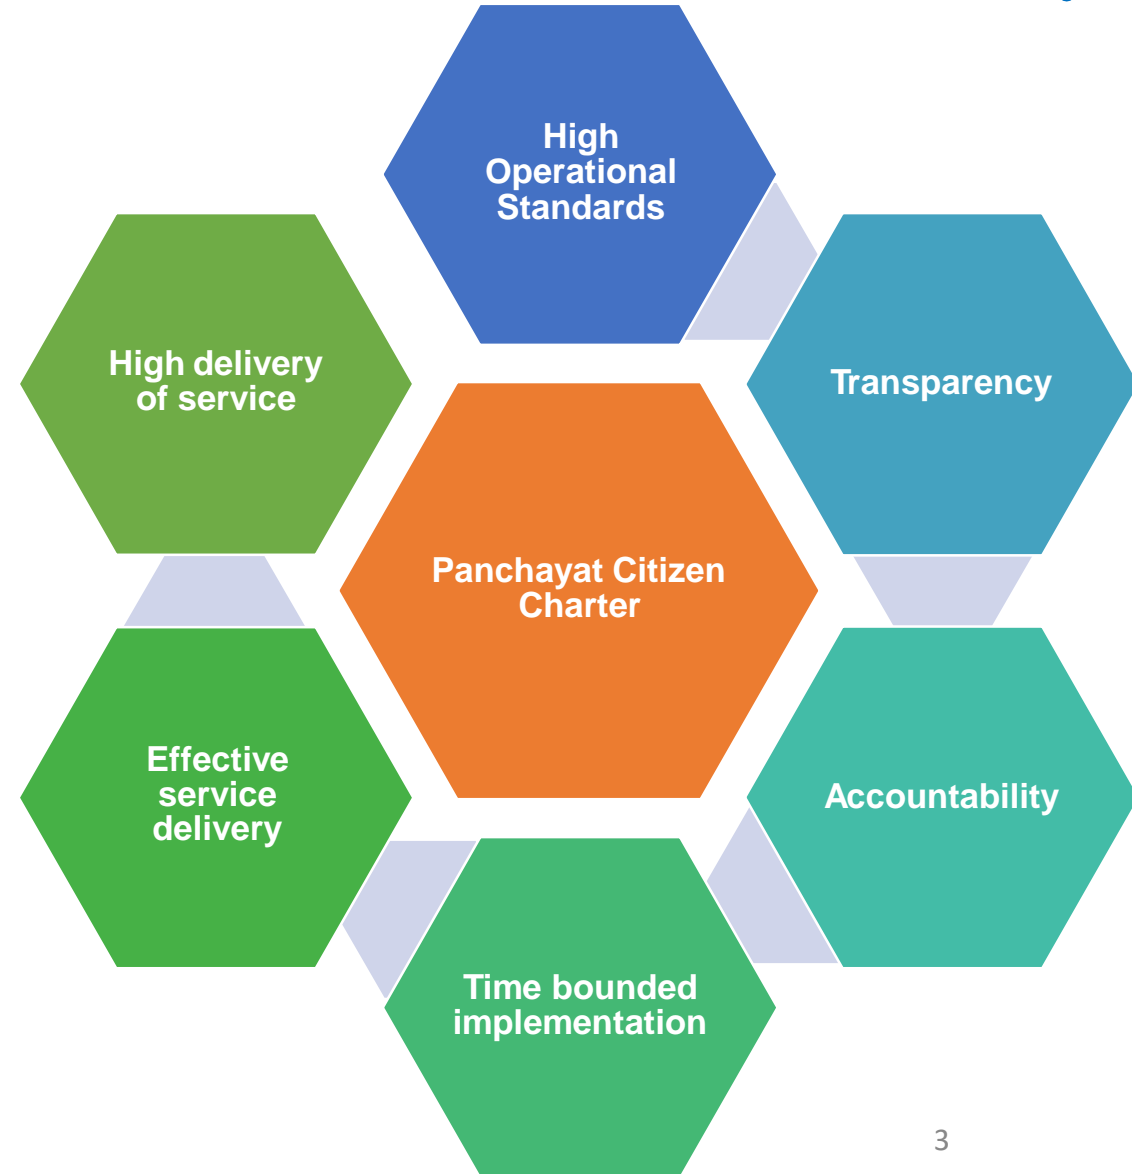 High
Operational
Standards
Transparency
Accountability
Time bounded
implementation
Effective
service
delivery
High delivery
of service
Panchayat Citizen
Charter
3